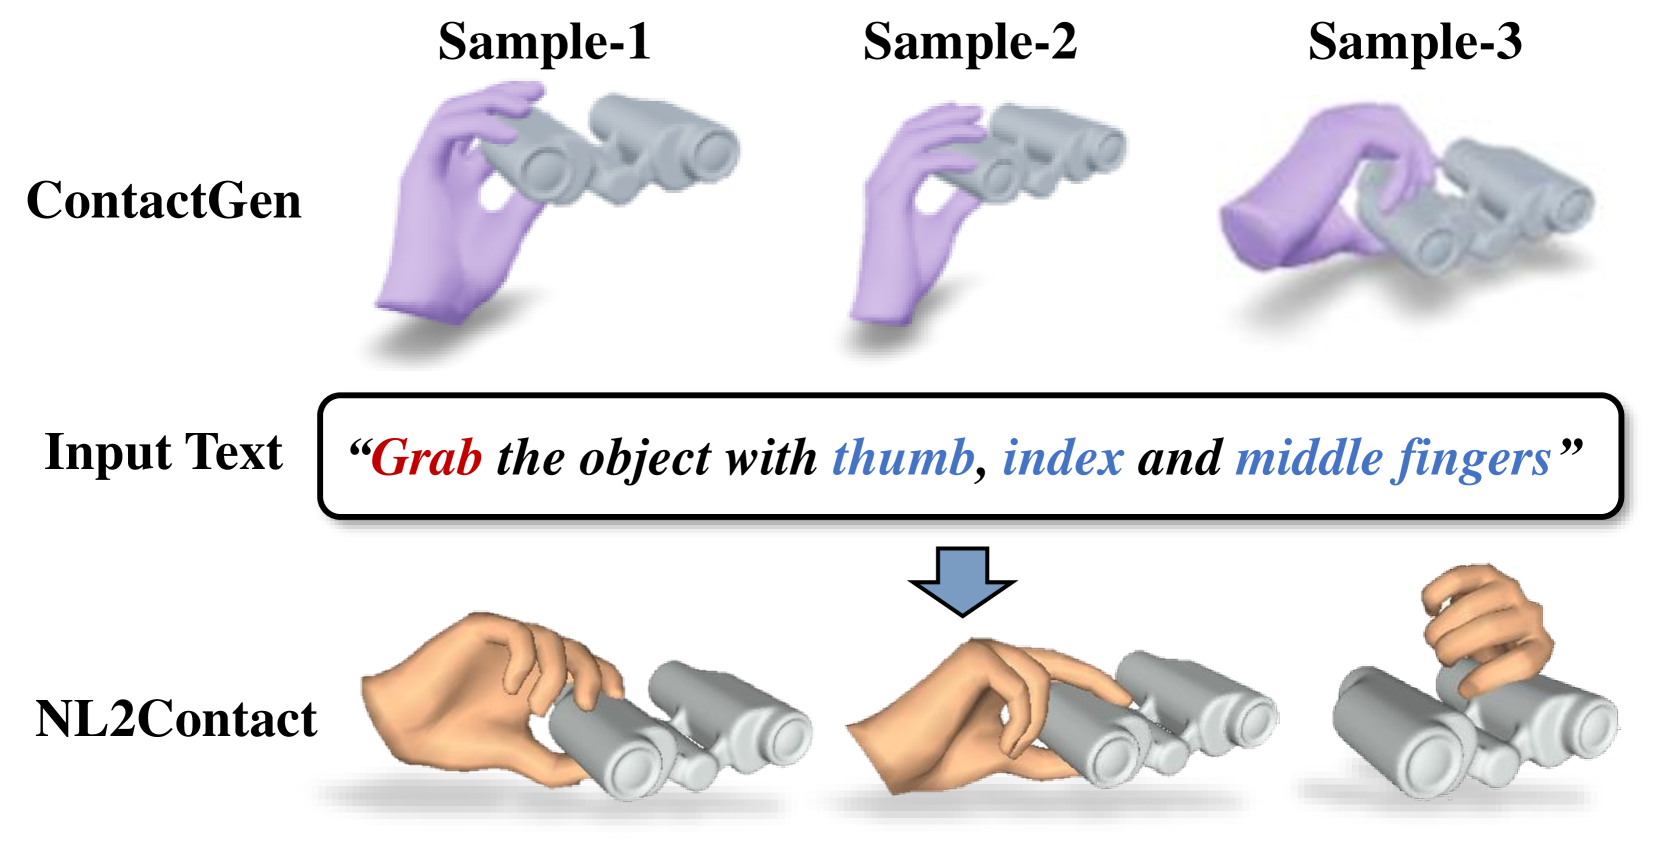 Sample-1 Sample-2 Sample-3
ContactGen
Input Text
“Grab the object with thumb, index and middle fingers”
NL2Contact